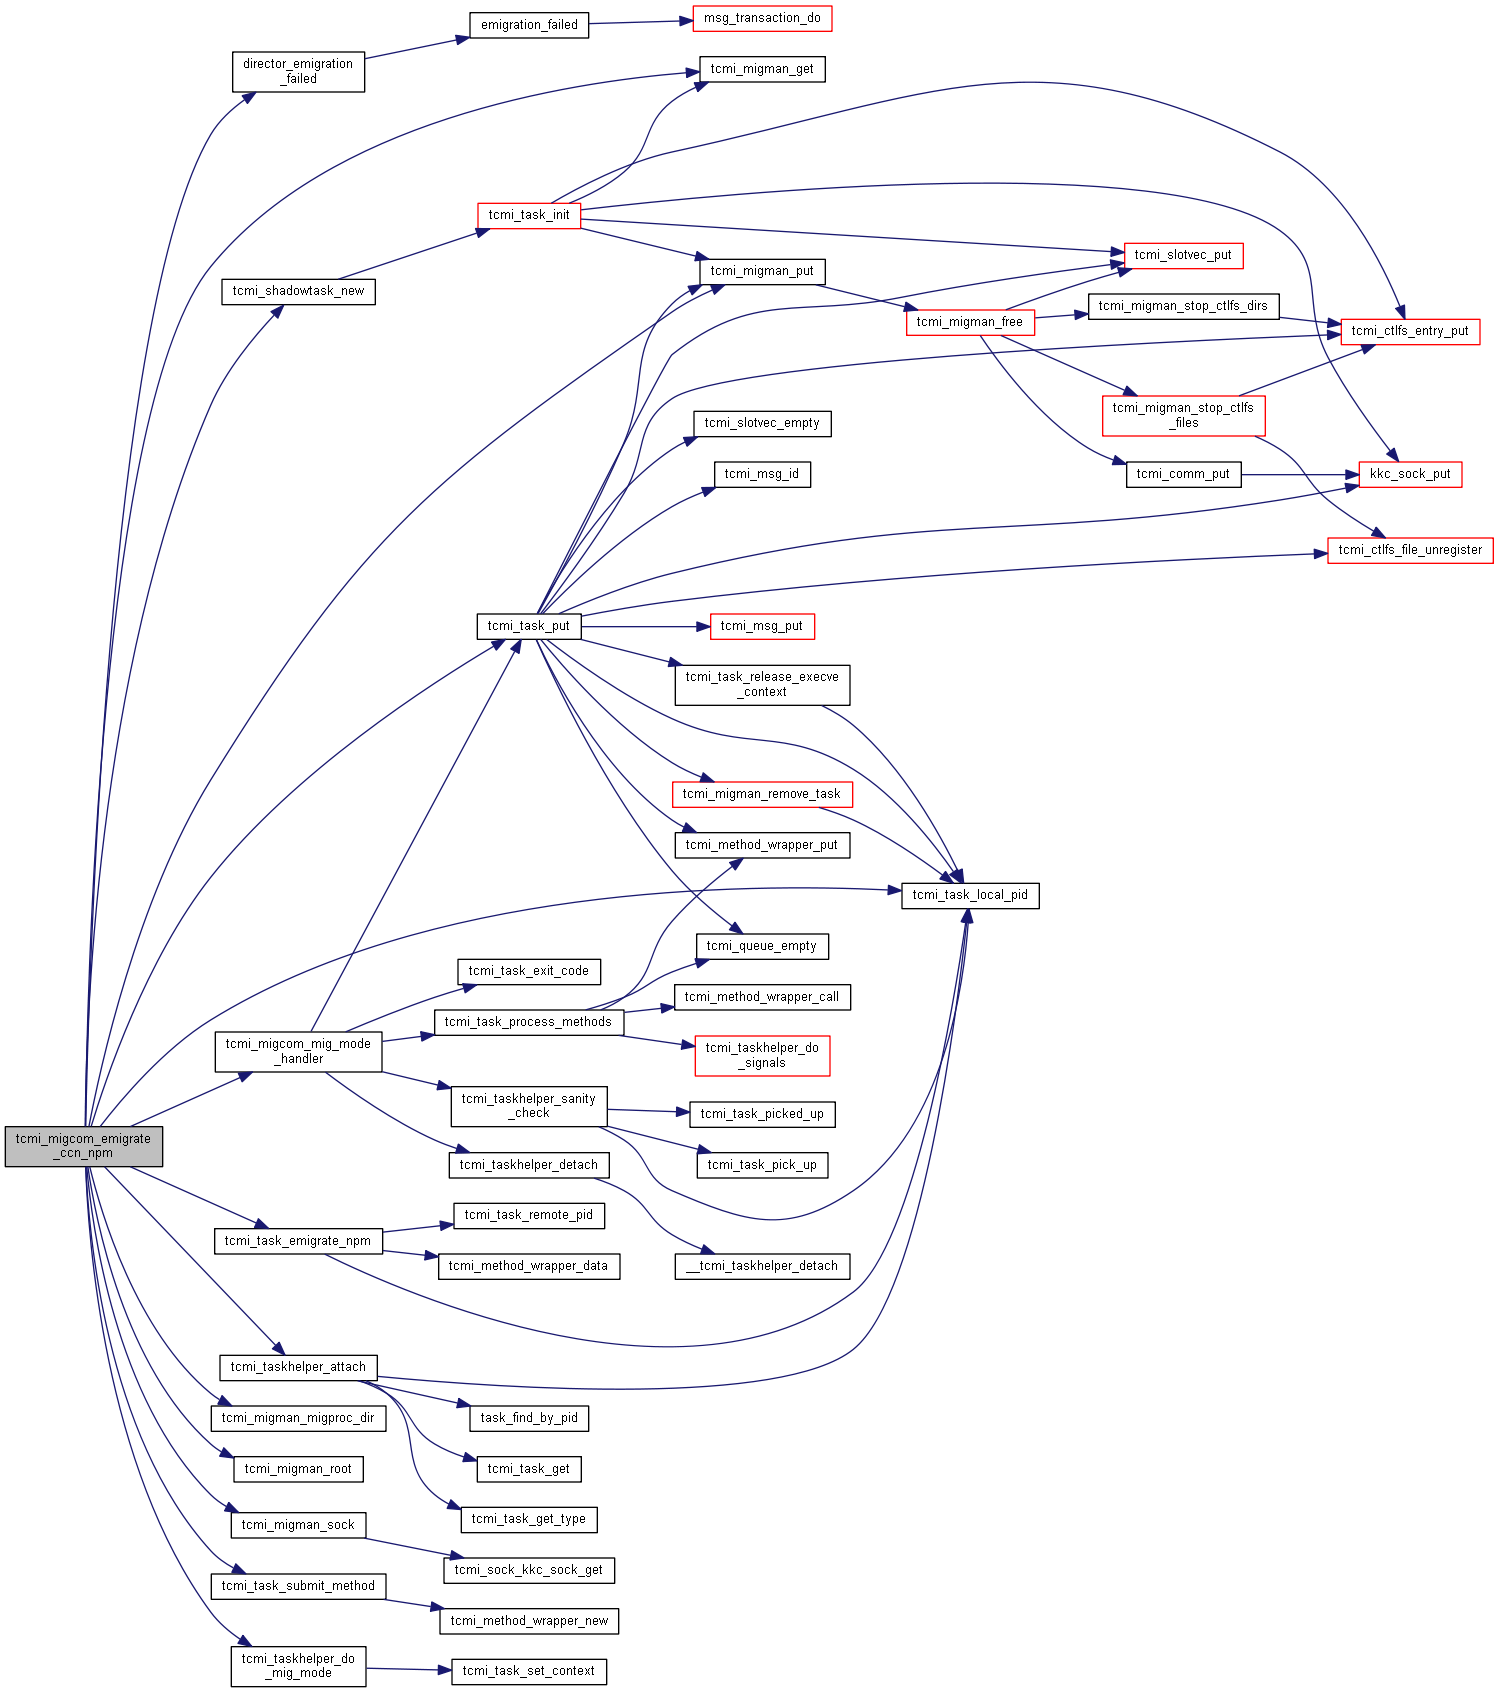 emigration_failed
msg_transaction_do
director_emigration
_failed
tcmi_migman_get
tcmi_task_init
tcmi_slotvec_put
tcmi_migman_put
tcmi_shadowtask_new
tcmi_migman_stop_ctlfs_dirs
tcmi_migman_free
tcmi_ctlfs_entry_put
tcmi_migman_stop_ctlfs
_files
tcmi_slotvec_empty
tcmi_msg_id
tcmi_comm_put
kkc_sock_put
tcmi_ctlfs_file_unregister
tcmi_task_put
tcmi_msg_put
tcmi_task_release_execve
_context
tcmi_migman_remove_task
tcmi_method_wrapper_put
tcmi_task_local_pid
tcmi_queue_empty
tcmi_task_exit_code
tcmi_method_wrapper_call
tcmi_task_process_methods
tcmi_migcom_mig_mode
_handler
tcmi_taskhelper_do
_signals
tcmi_taskhelper_sanity
_check
tcmi_task_picked_up
tcmi_migcom_emigrate
_ccn_npm
tcmi_taskhelper_detach
tcmi_task_pick_up
tcmi_task_remote_pid
tcmi_task_emigrate_npm
tcmi_method_wrapper_data
__tcmi_taskhelper_detach
tcmi_taskhelper_attach
tcmi_migman_migproc_dir
task_find_by_pid
tcmi_migman_root
tcmi_task_get
tcmi_migman_sock
tcmi_task_get_type
tcmi_sock_kkc_sock_get
tcmi_task_submit_method
tcmi_method_wrapper_new
tcmi_taskhelper_do
_mig_mode
tcmi_task_set_context